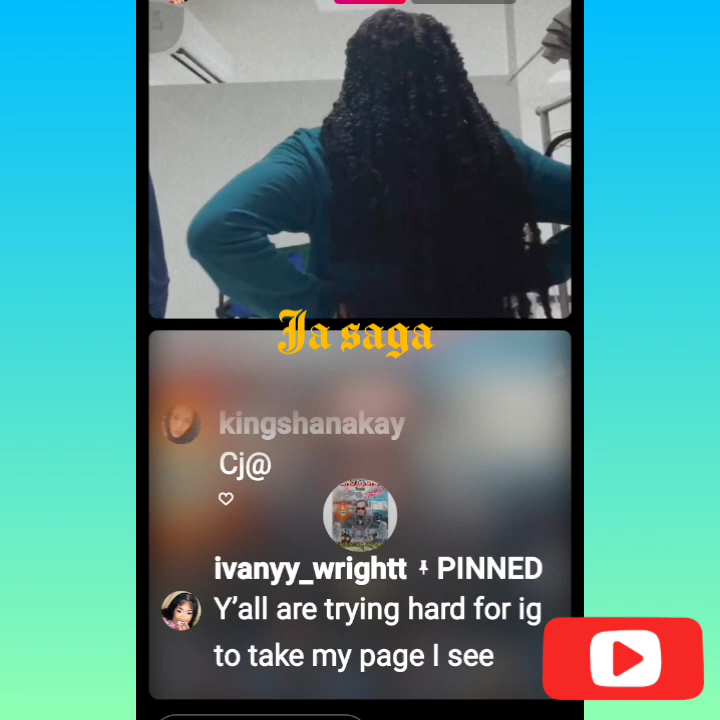 Ja saga
kingshanakay
Cj@
ivanyy_wrightt PINNED
Y’all are trying hard for ig
to take my page I see